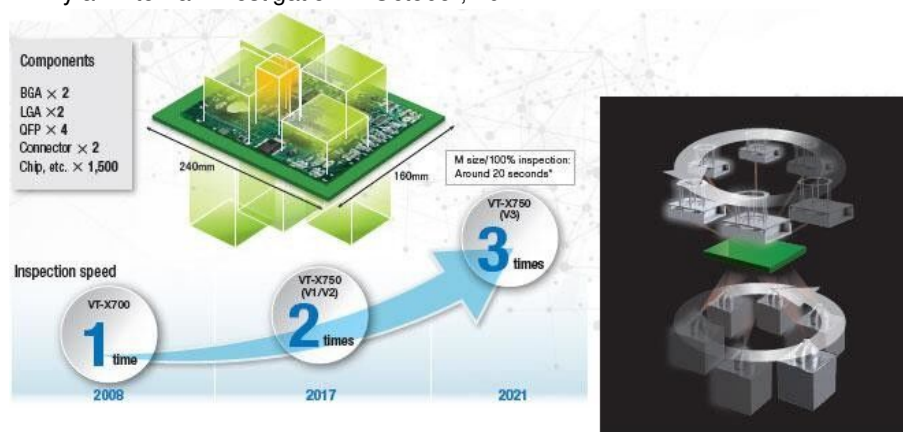 Components
BGA × 2
LGA ×2
QFP × 4
Connector × 2
Chip, etc. × 1,500
240mm
160mm
M size/100% inspection:
Around 20 seconds*
VT-X750
(V3)
3 times
Inspection speed
VT-X750
(V1/V2)
2 times
VT-X700
1 time
2008
2017
2021